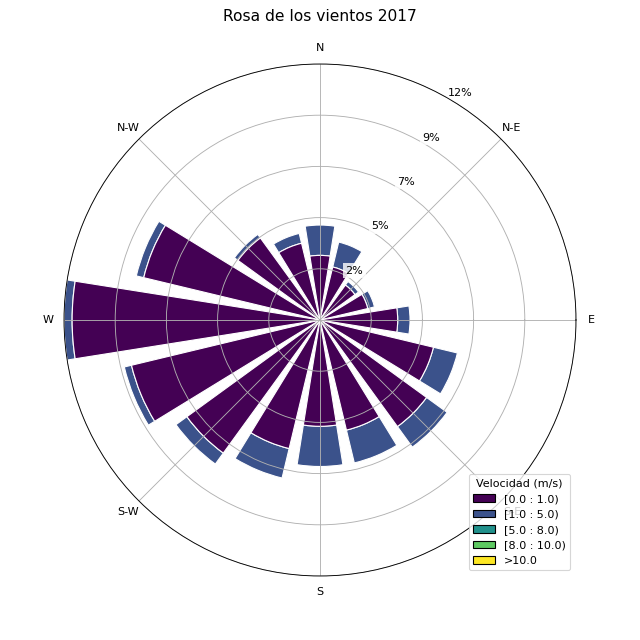 Rosa de los vientos 2017
N
N-W
N-E
12%
9%
7%
5%
2%
W
E
S-W
S
Velocidad (m/s)
[0.0 : 1.0)
[1.0 : 5.0)
[5.0 : 8.0)
[8.0 : 10.0)
>10.0